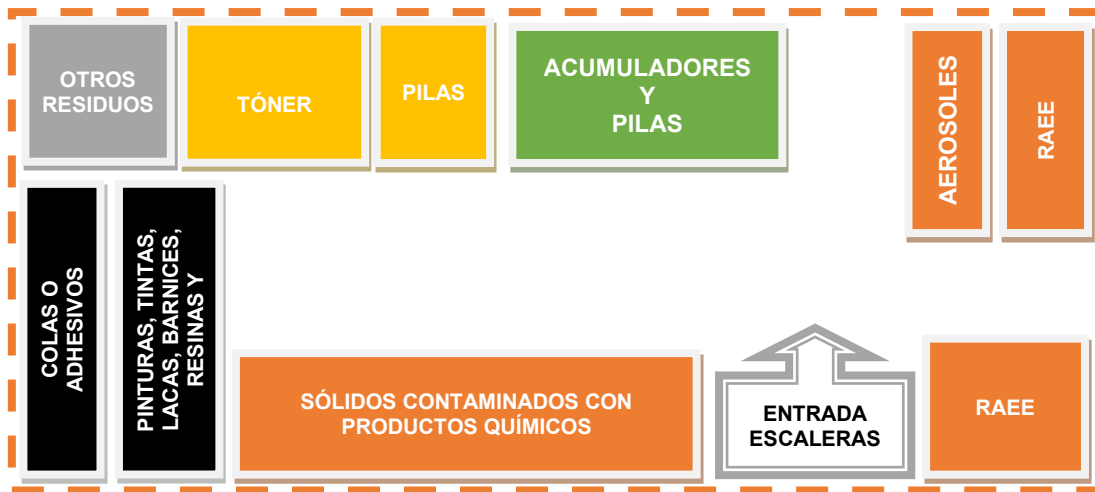 OTROS
RESIDUOS
TÓNER
PILAS
ACUMULADORES
Y
PILAS
AEROSOLES
RAEE
COLAS O
ADHESIVOS
PINTURAS, TINTAS,
LACAS, BARNICES,
RESINAS Y
SÓLIDOS CONTAMINADOS CON
PRODUCTOS QUÍMICOS
ENTRADA
ESCALERAS
RAEE